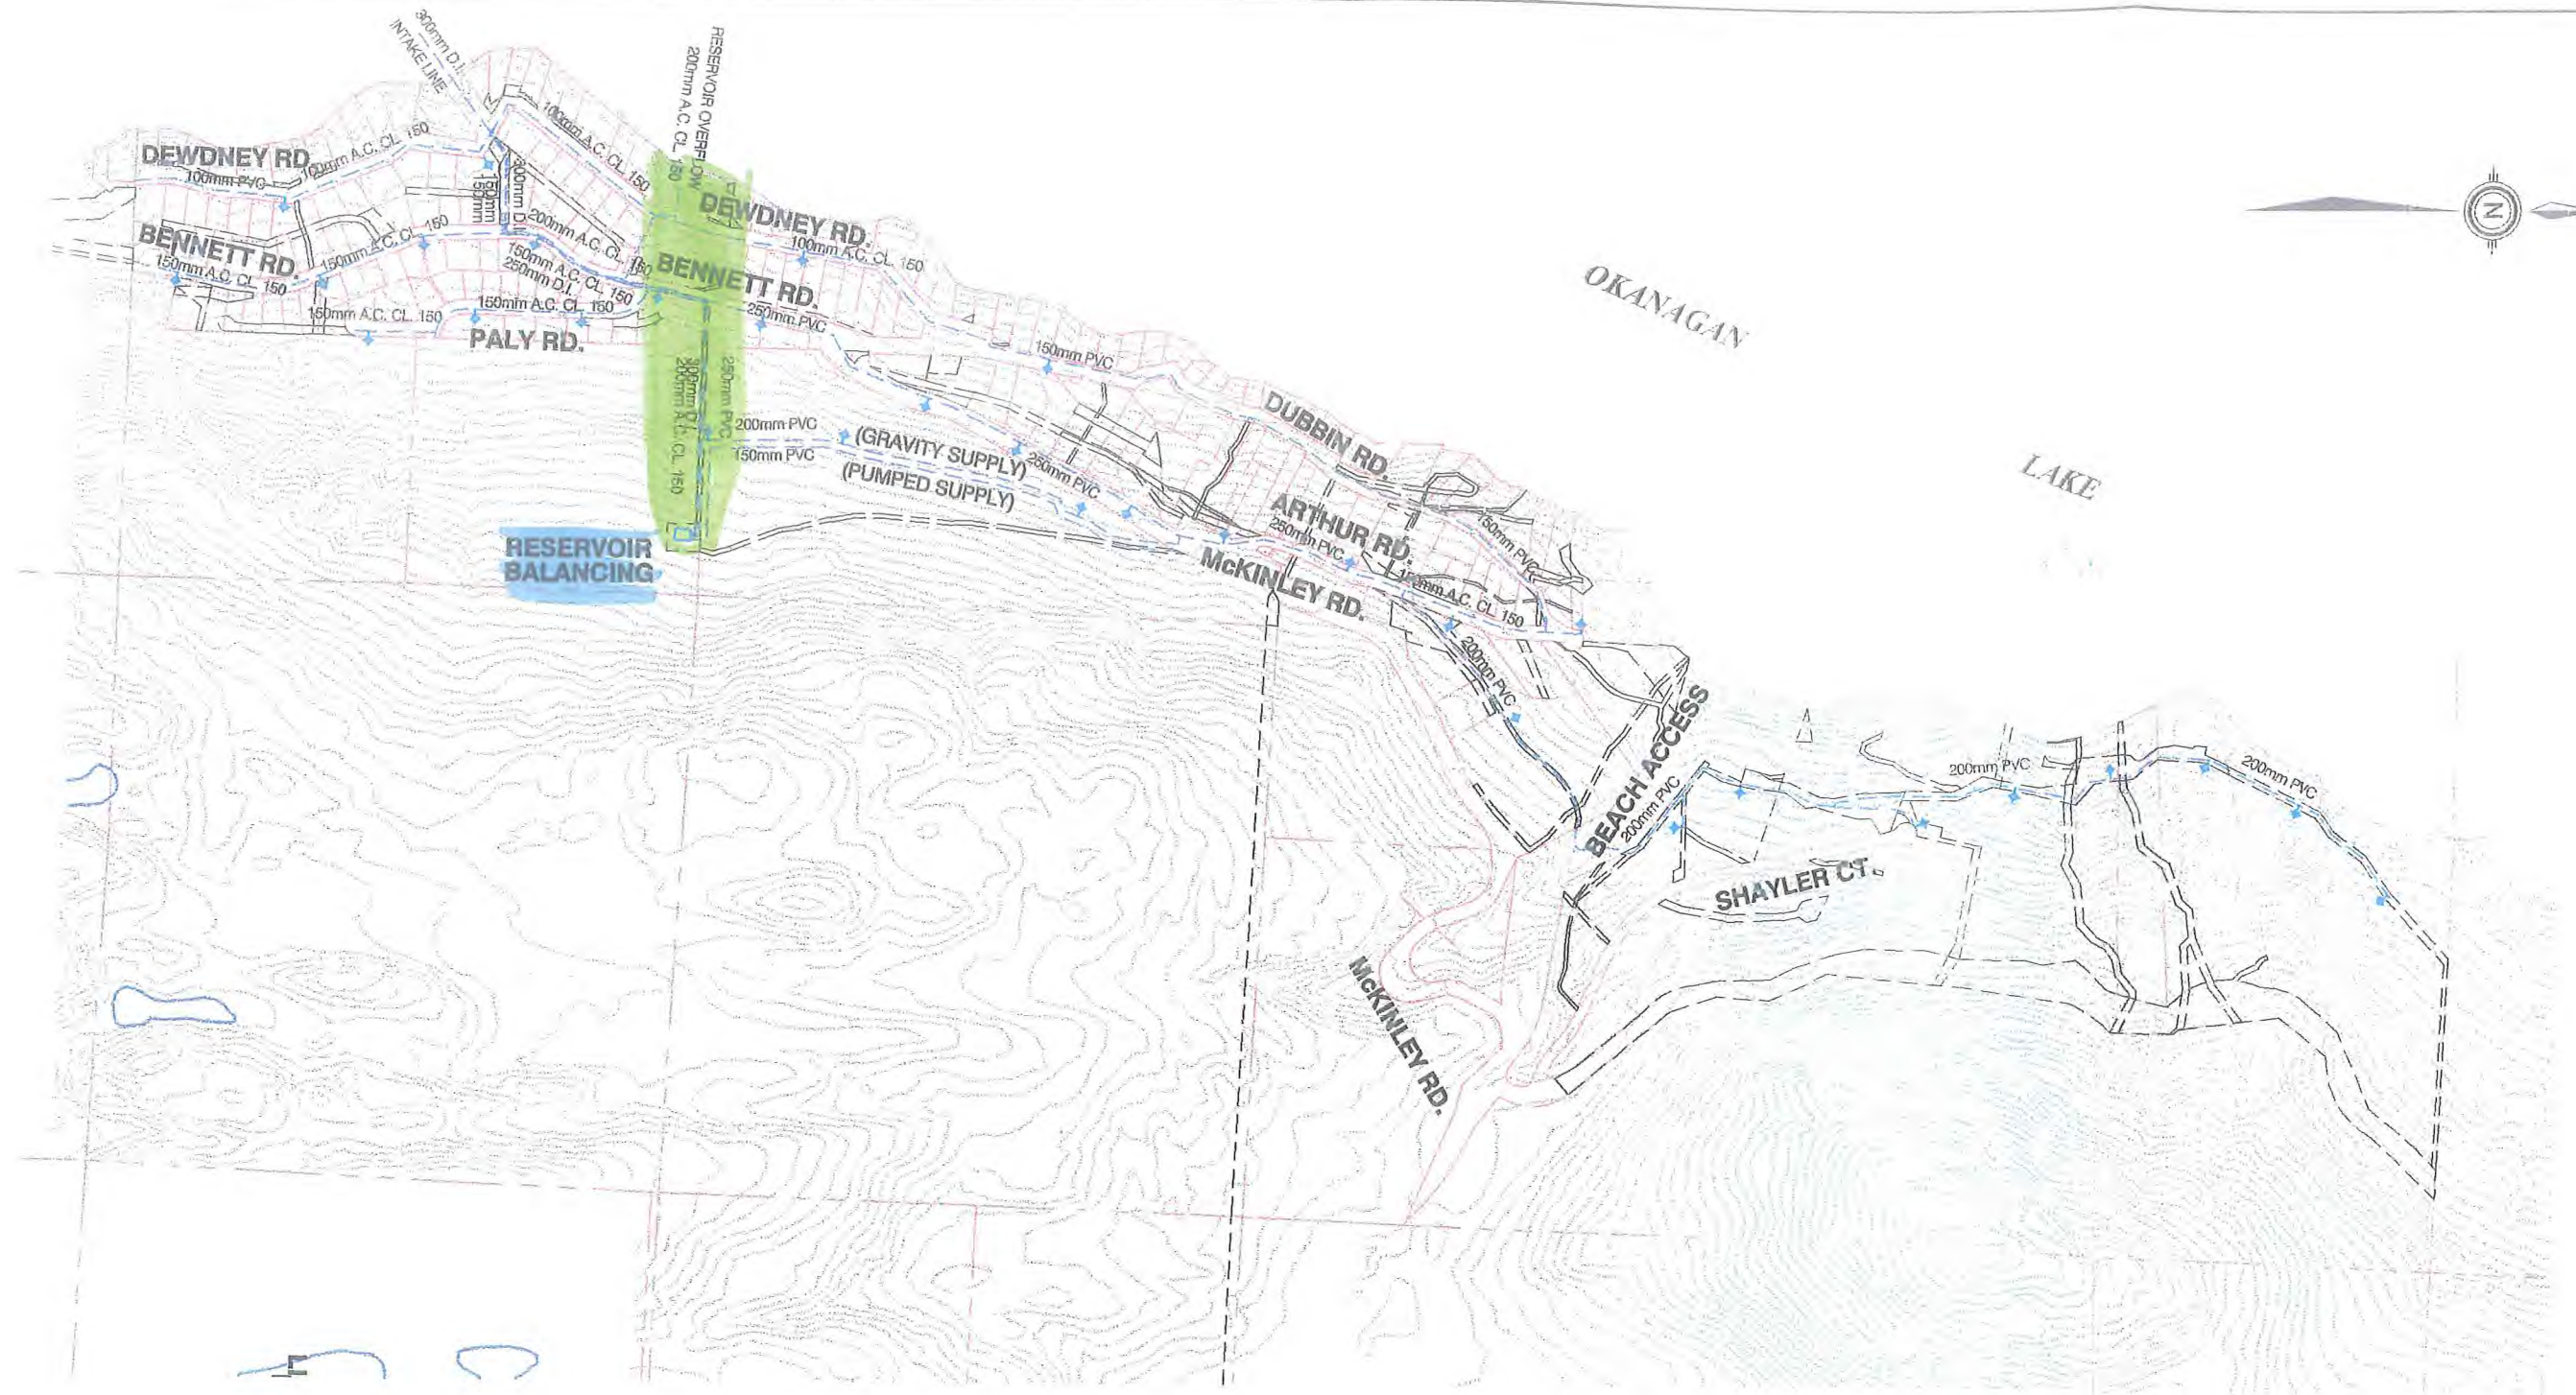 300mm D.I.
INTAKE LINE
RESERVOIR OVERFLOW
200mm A.C. CL. 150
100mm A.C. CL. 150
DEWDNEY RD.
100mm A.C. CL. 150
100mm PVC
150mm
150mm
300mm D.I.
200mm A.C. CL. 150
DEWDNEY RD.
100mm A.C. CL. 150
N
BENNETT RD.
150mm A.C. CL. 150
150mm A.C. CL. 150
150mm A.C. CL. 150
250mm D.I.
BENNETT RD.
250mm PVC
150mm A.C. CL. 150
150mm A.C. CL. 150
PALY RD.
OKANAGAN
LAKE
150mm PVC
250mm PVC
300mm D.I.
200mm A.C. CL. 150
200mm PVC
(GRAVITY SUPPLY)
150mm PVC
(PUMPED SUPPLY)
250mm PVC
DUBBIN RD.
ARTHUR RD.
250mm PVC
150mm PVC
RESERVOIR
BALANCING
McKINLEY RD.
150mm A.C. CL. 150
200mm PVC
BEACH ACCESS
200mm PVC
200mm PVC
200mm PVC
SHAYLER CT.
McKINLEY RD.